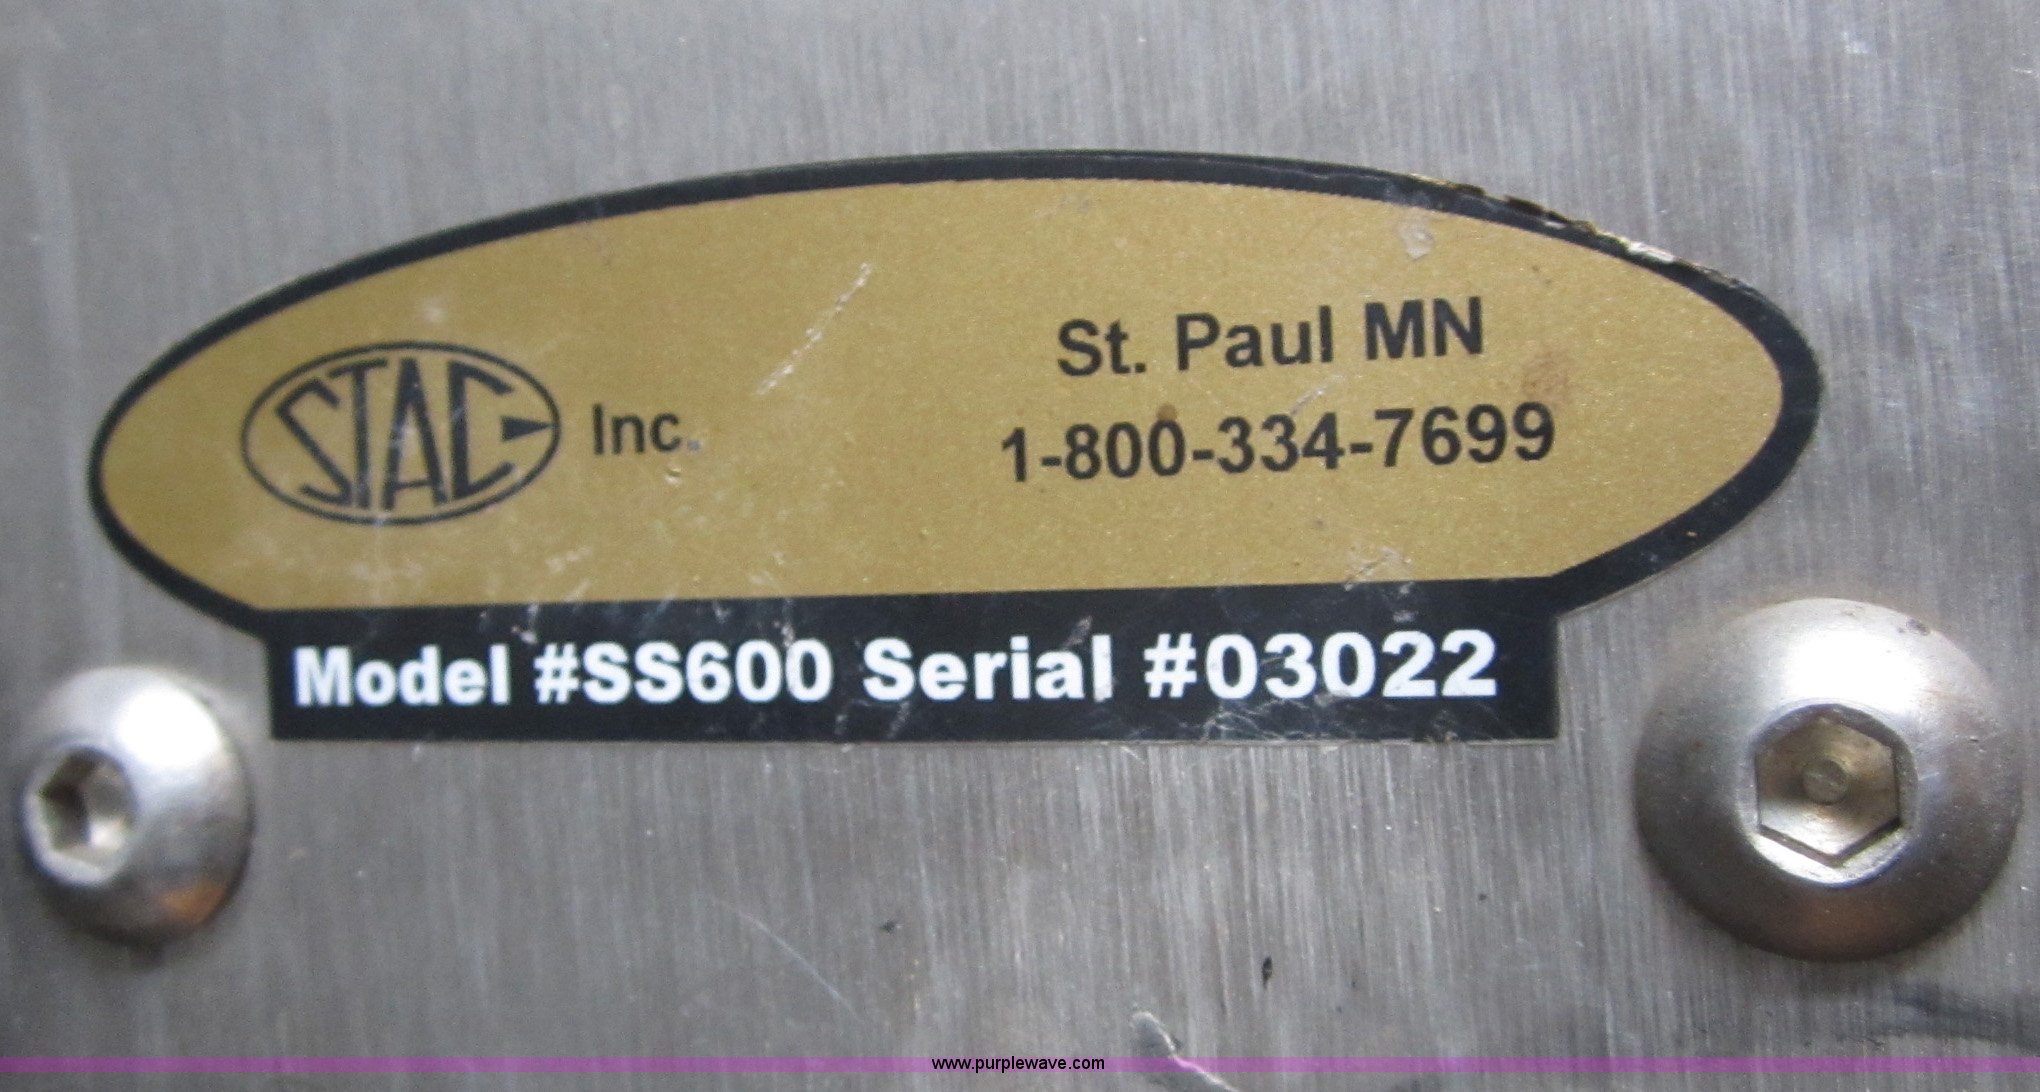 STAC Inc.
St. Paul MN
1-800-334-7699
Model #SS600 Serial #03022
www.purplewave.com